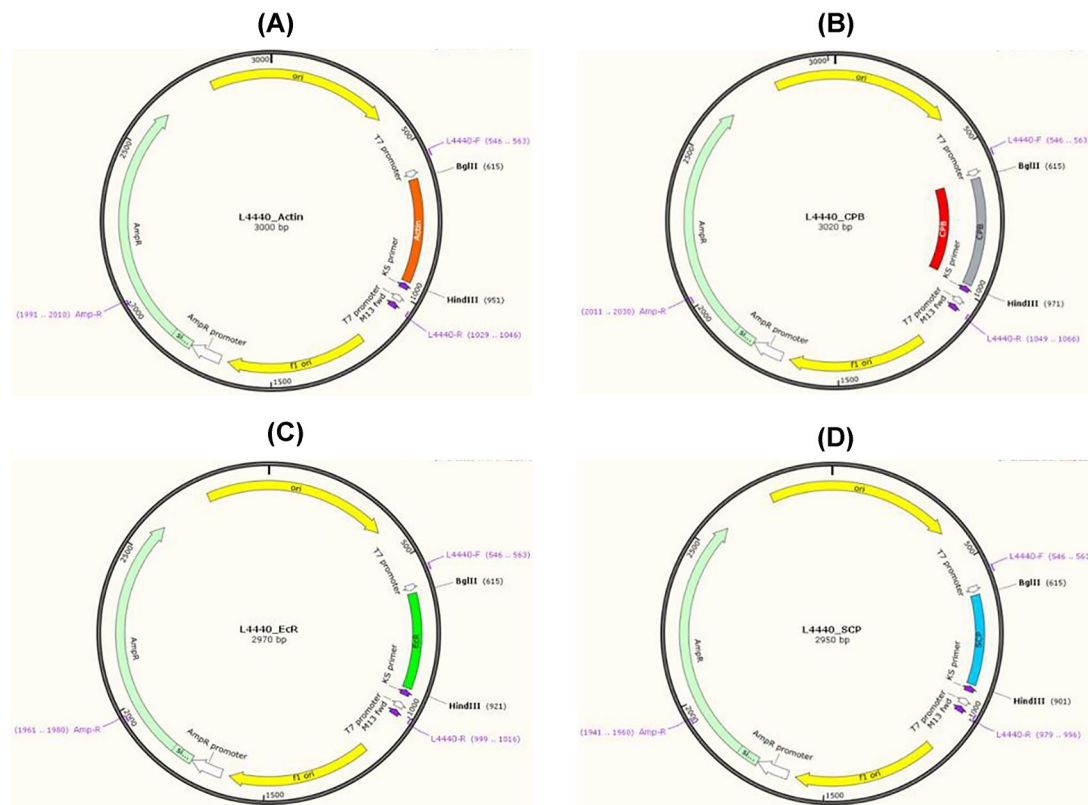 (A)
3000
ori
500
L4440-F (546 .. 563)
T7 promoter
BglII (615)
2500
L4440_Actin
3000 bp
Actin
AmpR
KS primer
HindIII (951)
1000
T7 promoter
M13 fwd
L4440-R (1029 .. 1046)
(1991 .. 2010) Amp-R
2000
AmpR promoter
si...
f1 ori
1500
(B)
3000
ori
500
L4440-F (546 .. 563
T7 promoter
BglII (615)
2500
L4440_CPB
3020 bp
CPB
CPB
AmpR
KS primer
HindIII (971)
1000
T7 promoter
M13 fwd
L4440-R (1049 .. 1066)
(2011 .. 2030) Amp-R
2000
AmpR promoter
si...
f1 ori
1500
(C)
ori
500
L4440-F (546 .. 563)
T7 promoter
BglII (615)
2500
L4440_EcR
2970 bp
EcR
AmpR
KS primer
HindIII (921)
1000
T7 promoter
M13 fwd
L4440-R (999 .. 1016)
(1961 .. 1980) Amp-R
2000
AmpR promoter
si...
f1 ori
1500
(D)
ori
500
L4440-F (546 .. 563
T7 promoter
BglII (615)
2500
L4440_SCP
2950 bp
SCP
AmpR
KS primer
HindIII (901)
1000
T7 promoter
M13 fwd
L4440-R (979 .. 996)
(1941 .. 1960) Amp-R
2000
AmpR promoter
si...
f1 ori
1500